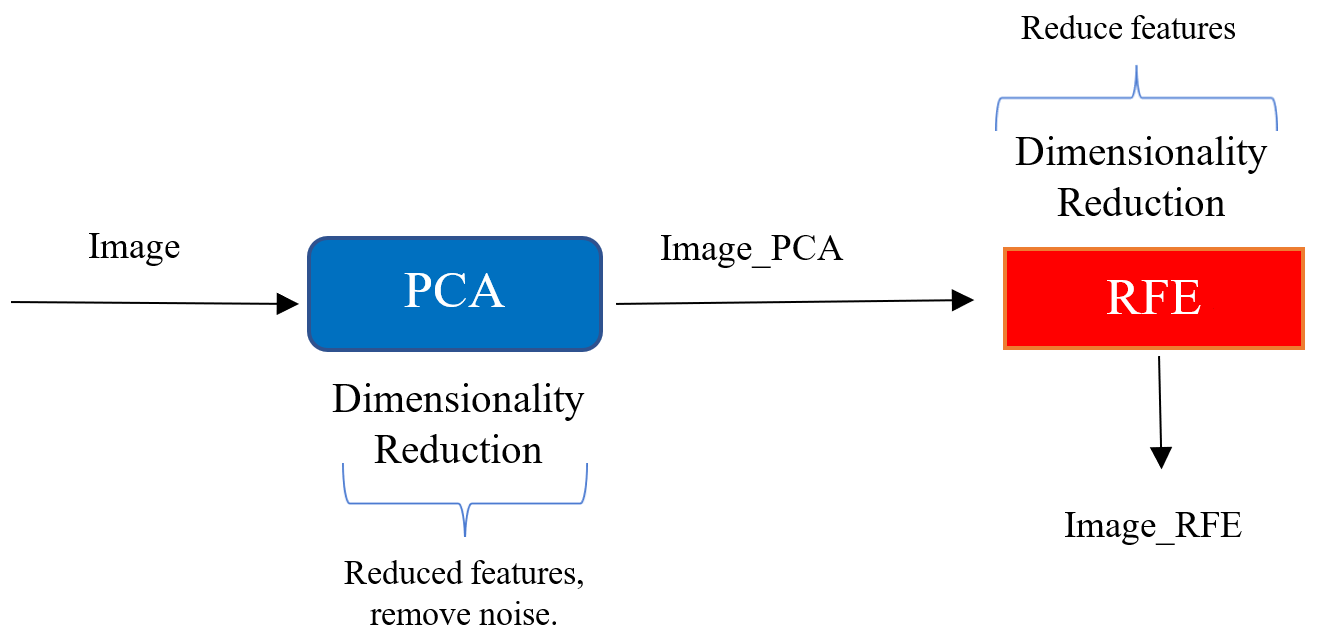 Reduce features
Dimensionality
Reduction
Image
PCA
Image_PCA
RFE
Dimensionality
Reduction
Image_RFE
Reduced features,
remove noise.